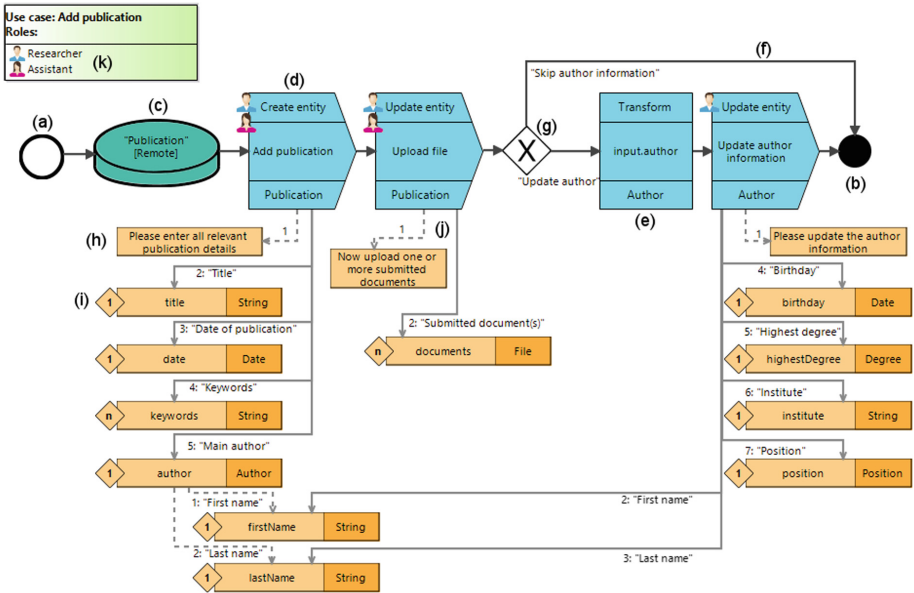 Use case: Add publication
Roles:
Researcher
Assistant
(k)
(a)
(c)
"Publication"
[Remote]
(d)
Create entity
Add publication
Publication
Update entity
Upload file
Publication
(g)
X
"Skip author information"
(f)
"Update author"
Transform
input.author
Author
(e)
Update entity
Update author
information
Author
(b)
(h)
Please enter all relevant
publication details
1
(j)
1
Now upload one or
more submitted
documents
1
Please update the author
information
(i)
2: "Title"
1 title String
3: "Date of publication"
1 date Date
4: "Keywords"
n keywords String
5: "Main author"
1 author Author
1: "First name"
1 firstName String
2: "Last name"
1 lastName String
2: "Submitted document(s)"
n documents File
4: "Birthday"
1 birthday Date
5: "Highest degree"
1 highestDegree Degree
6: "Institute"
1 institute String
7: "Position"
1 position Position
2: "First name"
3: "Last name"